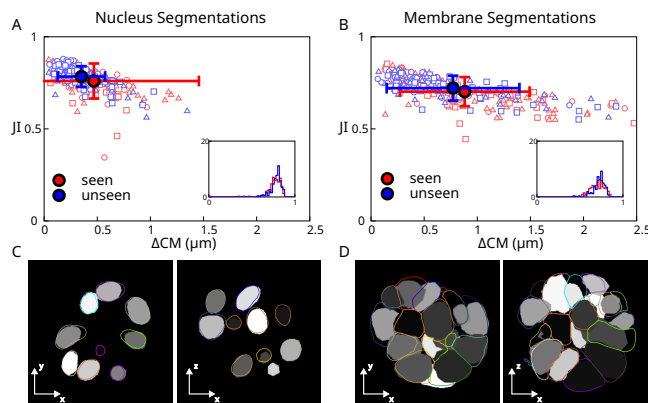 Nucleus Segmentations
Membrane Segmentations
A
B
1
0.5
0
JI
20
0
0
1
seen
unseen
0
0.5
1
1.5
2
2.5
ΔCM (μm)
1
0.5
0
JI
20
0
0
1
seen
unseen
0
0.5
1
1.5
2
2.5
ΔCM (μm)
C
D
y
x
z
x
y
x
z
x